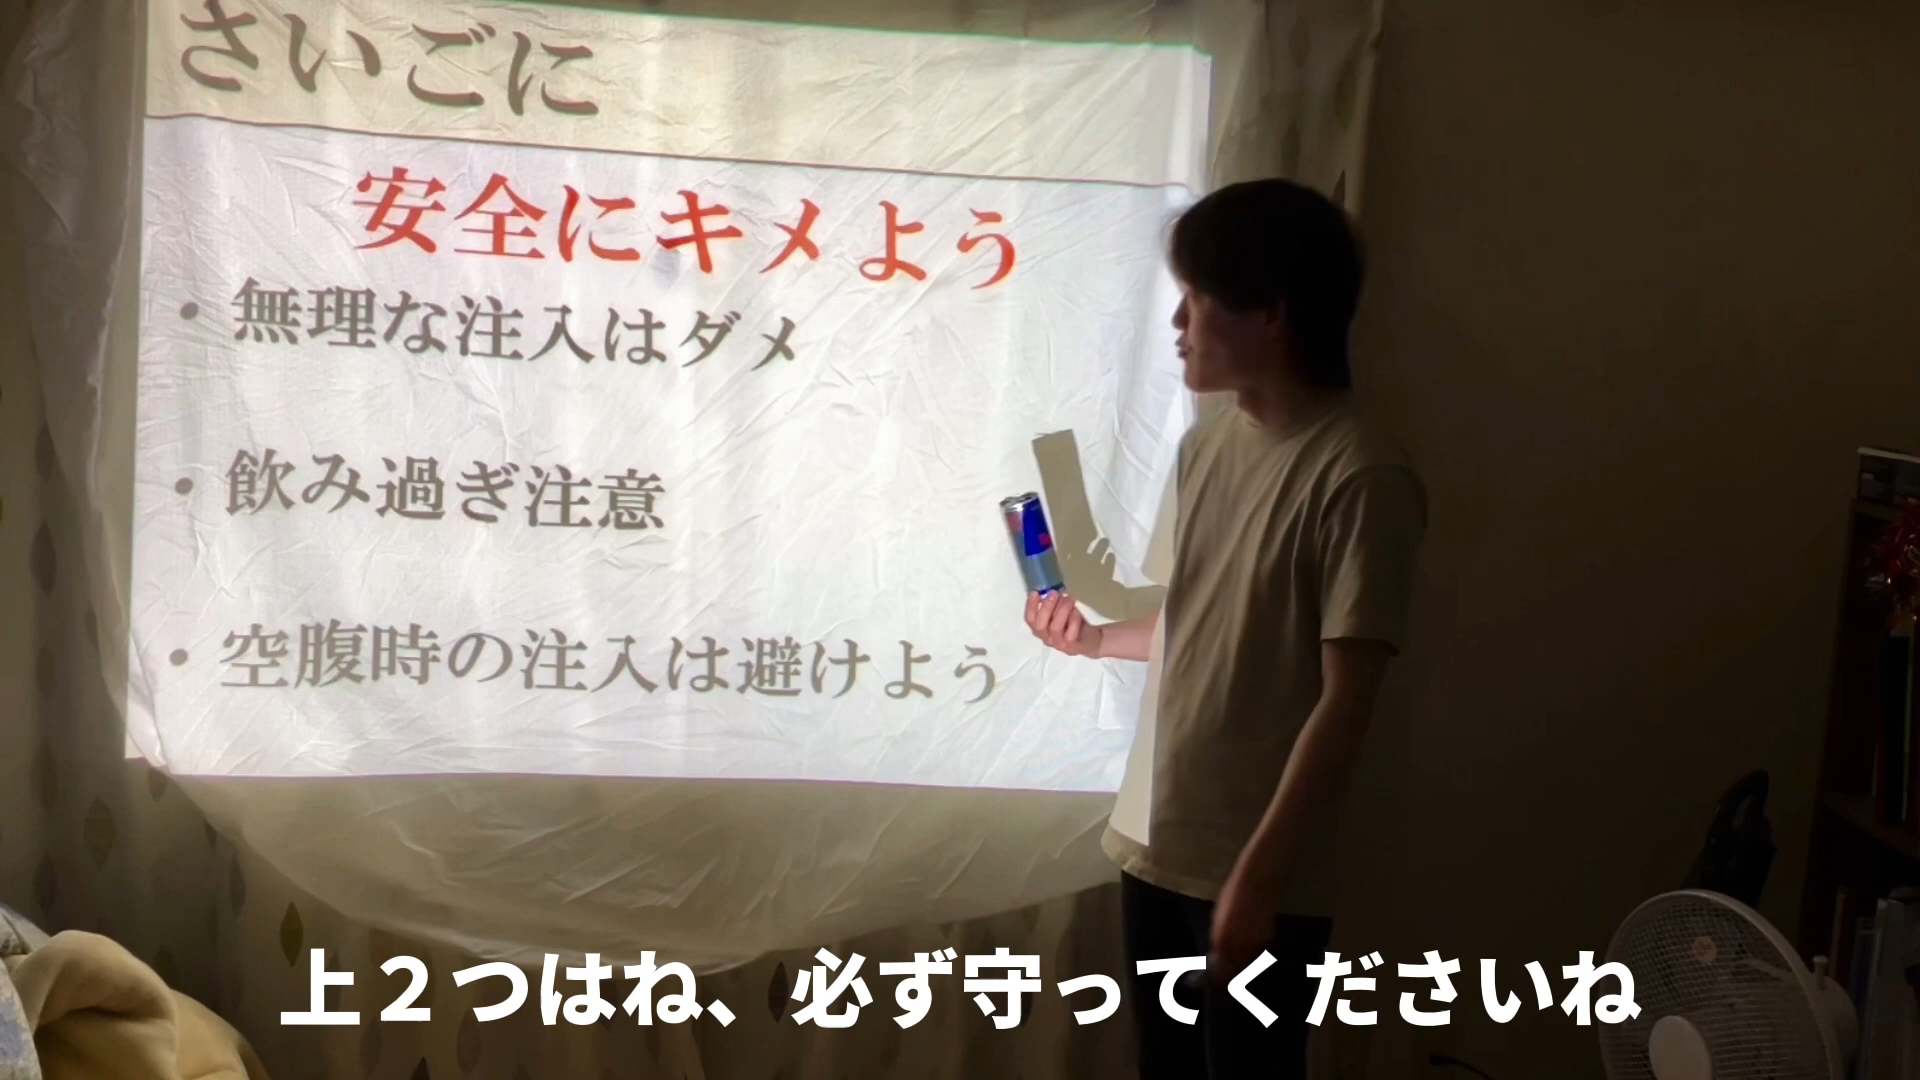 さいごに
安全にキメよう
・無理な注入はダメ
・飲み過ぎ注意
・空腹時の注入は避けよう
上２つはね、必ず守ってくださいね